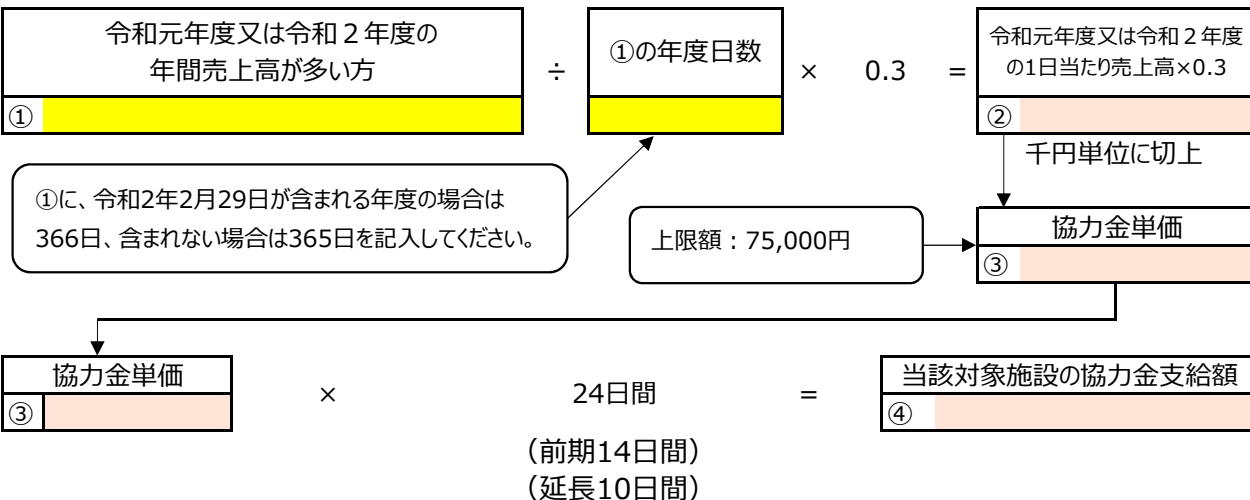 令和元年度又は令和２年度の
年間売上高が多い方
①
÷
①の年度日数
×
0.3
=
令和元年度又は令和２年度
の1日当たり売上高×0.3
②
千円単位に切上
①に、令和2年2月29日が含まれる年度の場合は
366日、含まれない場合は365日を記入してください。
上限額：75,000円
協力金単価
③
協力金単価
③
×
24日間
=
当該対象施設の協力金支給額
④
（前期14日間）
（延長10日間）